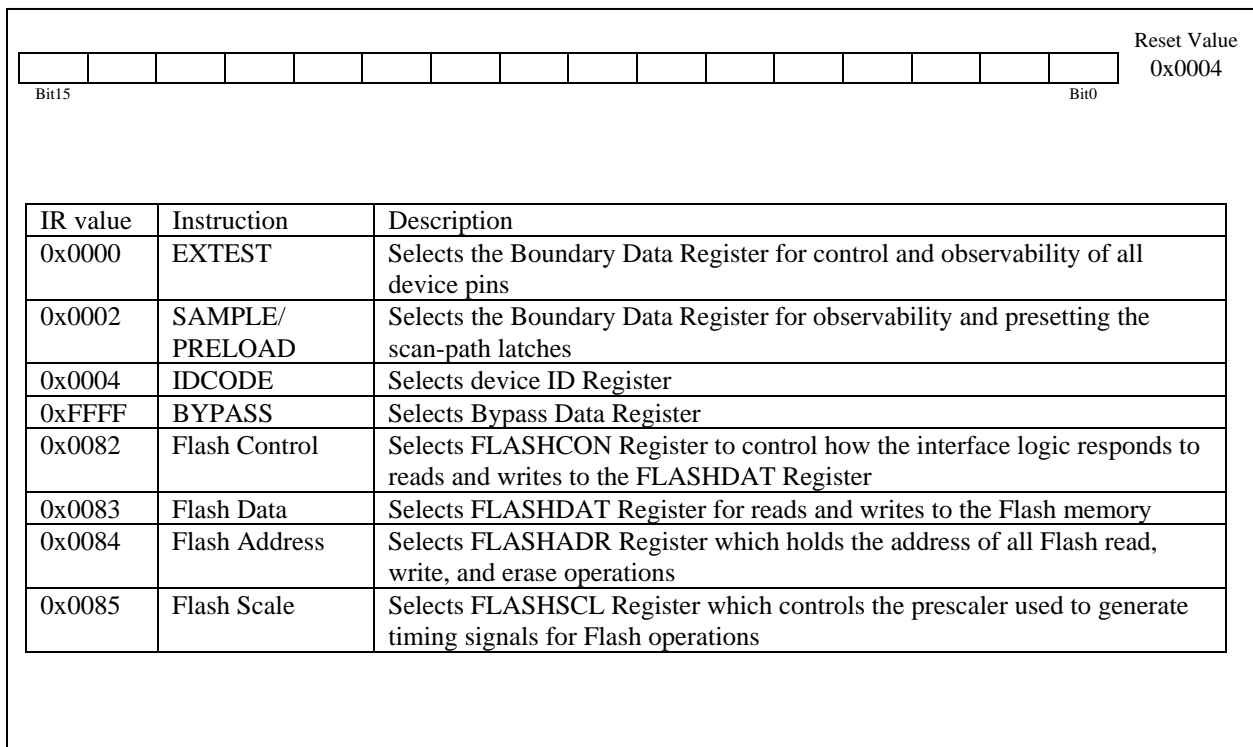 Reset Value
0x0004
Bit15 Bit0
IR value Instruction Description
0x0000 EXTEST Selects the Boundary Data Register for control and observability of all
device pins
0x0002 SAMPLE/ Selects the Boundary Data Register for observability and presetting the
PRELOAD scan-path latches
0x0004 IDCODE Selects device ID Register
0xFFFF BYPASS Selects Bypass Data Register
0x0082 Flash Control Selects FLASHCON Register to control how the interface logic responds to
reads and writes to the FLASHDAT Register
0x0083 Flash Data Selects FLASHDAT Register for reads and writes to the Flash memory
0x0084 Flash Address Selects FLASHADR Register which holds the address of all Flash read,
write, and erase operations
0x0085 Flash Scale Selects FLASHSCL Register which controls the prescaler used to generate
timing signals for Flash operations